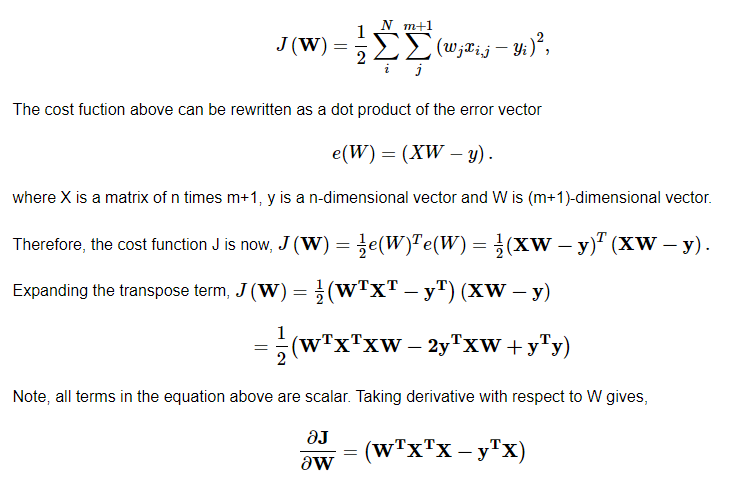 J(W) = 1/2 ∑_i^N ∑_j^{m+1} (w_j x_{i,j} − y_i)²,
The cost fuction above can be rewritten as a dot product of the error vector
e(W) = (XW − y).
where X is a matrix of n times m+1, y is a n-dimensional vector and W is (m+1)-dimensional vector.
Therefore, the cost function J is now, J(W) = 1/2 e(W)^T e(W) = 1/2 (XW − y)^T (XW − y).
Expanding the transpose term, J(W) = 1/2 (W^T X^T − y^T) (XW − y)
= 1/2 (W^T X^T XW − 2y^T XW + y^T y)
Note, all terms in the equation above are scalar. Taking derivative with respect to W gives,
∂J/∂W = (W^T X^T X − y^T X)